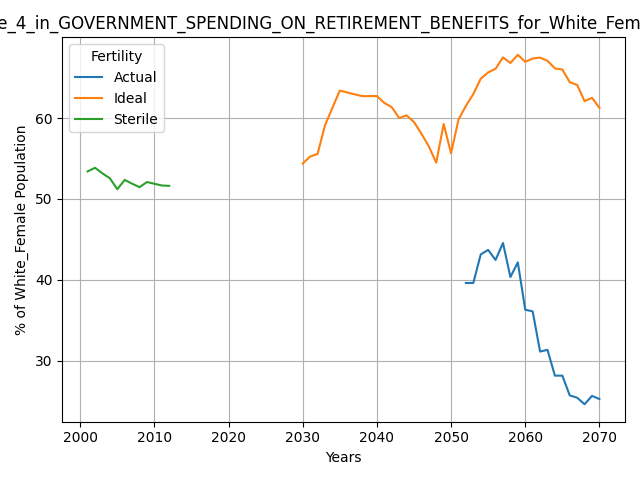 e_4_in_GOVERNMENT_SPENDING_ON_RETIREMENT_BENEFITS_for_White_Fem
Fertility
Actual
Ideal
Sterile
% of White_Female Population
60
50
40
30
2000 2010 2020 2030 2040 2050 2060 2070
Years